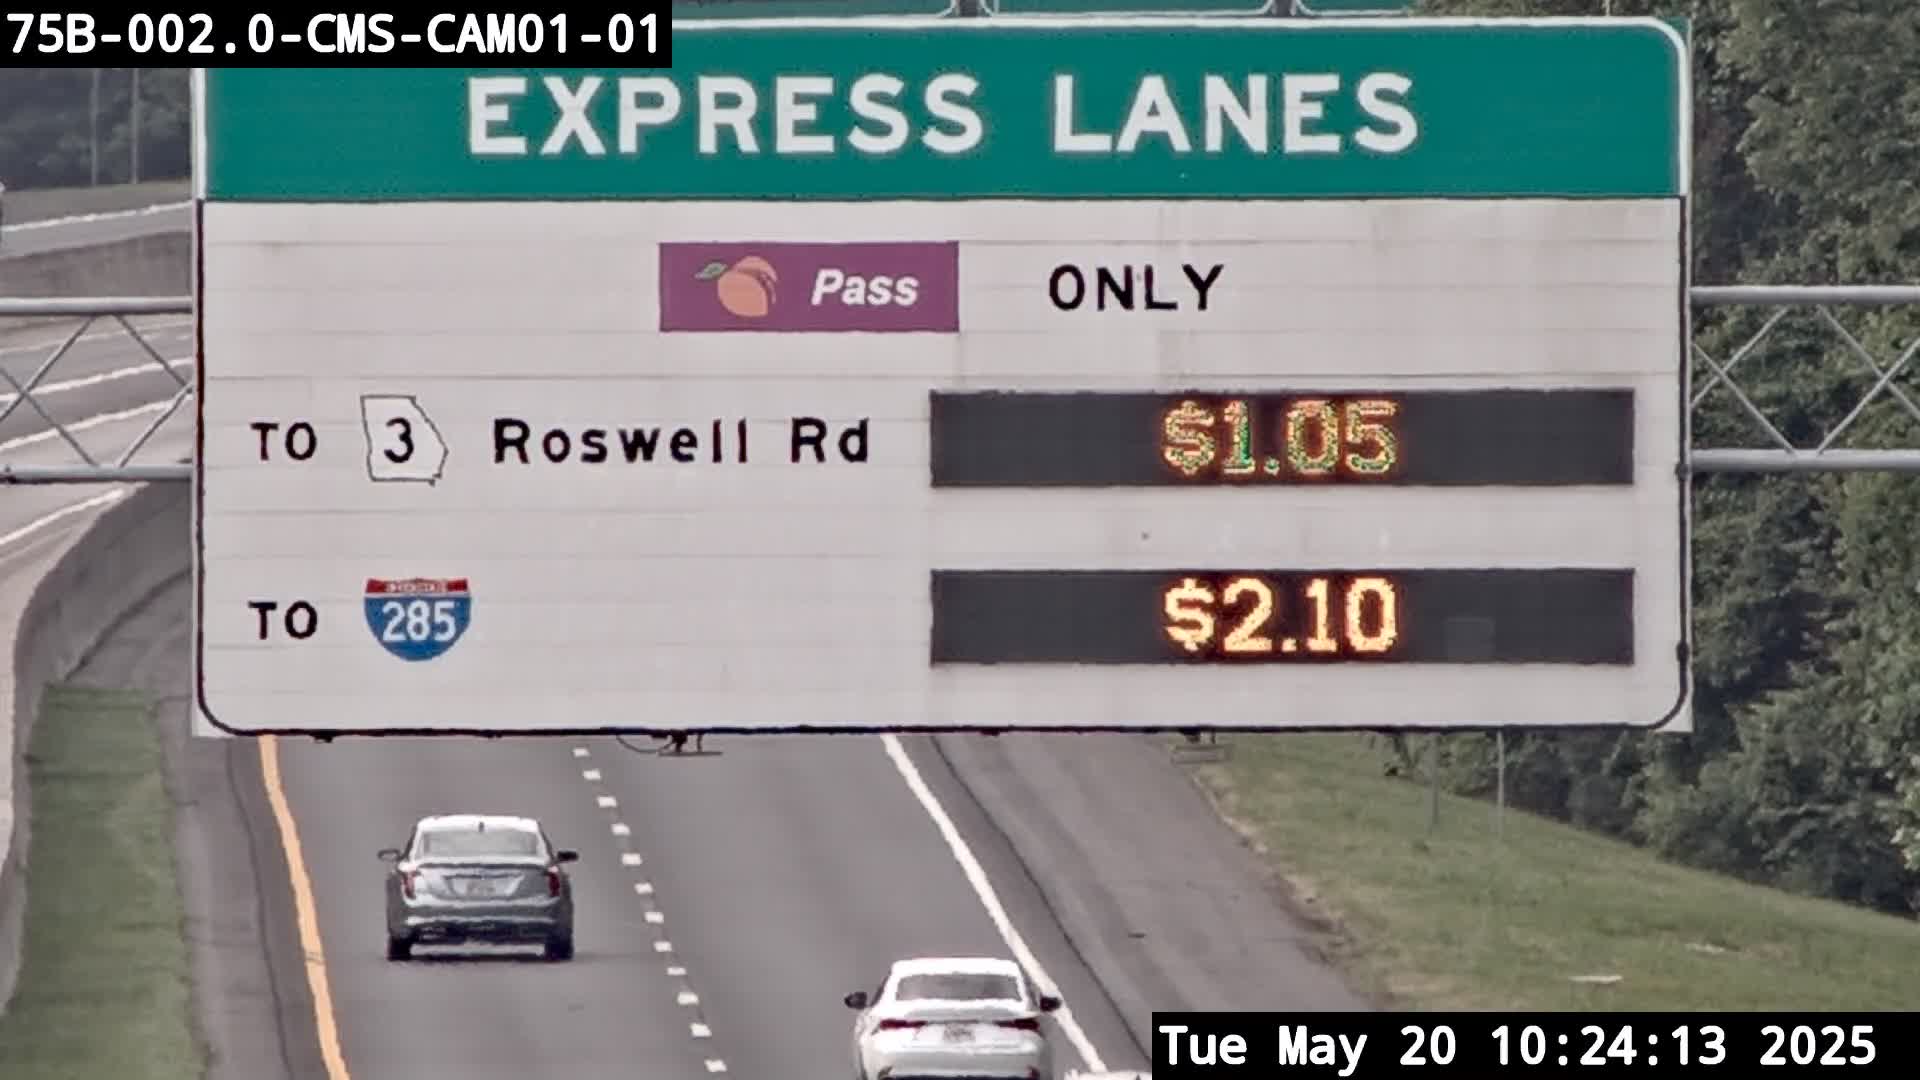 75B-002.0-CMS-CAM01-01
EXPRESS LANES
Pass ONLY
TO 3 Roswell Rd $1.05
TO 285 $2.10
Tue May 20 10:24:13 2025